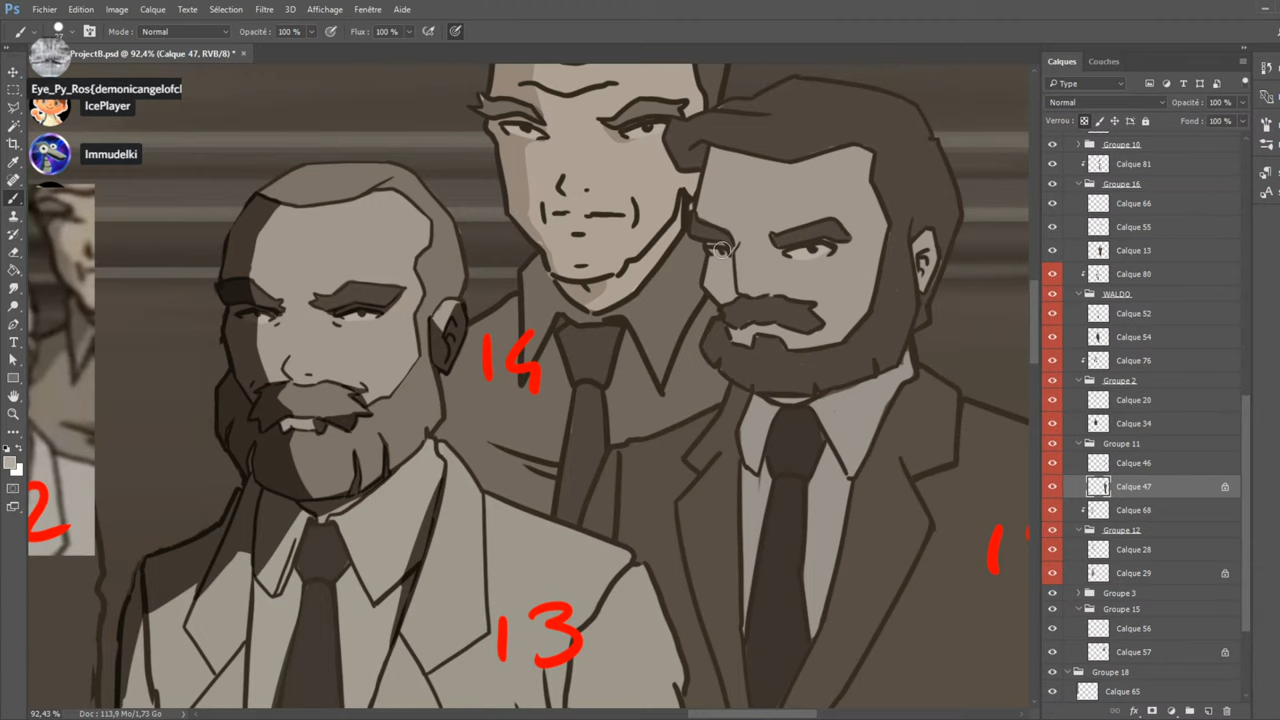 Ps Fichier Edition Image Calque Texte Sélection Filtre 3D Affichage Fenêtre Aide
27 Mode : Normal Opacité : 100 % Flux : 100 %
ProjectB.psd @ 92,4% (Calque 47, RVB/8) * ×
Eye_Py_Ros{demonicangelofcl
IcePlayer
Immudelki
2
14
13
1
Calques Couches
Type
Normal Opacité : 100 %
Verrou : Fond : 100 %
Groupe 10
Calque 81
Groupe 16
Calque 66
Calque 55
Calque 13
Calque 80
WALDO
Calque 52
Calque 54
Calque 76
Groupe 2
Calque 20
Calque 34
Groupe 11
Calque 46
Calque 47
Calque 68
Groupe 12
Calque 28
Calque 29
Groupe 3
Groupe 15
Calque 56
Calque 57
Groupe 18
Calque 65
92,43 % Doc : 113,9 Mo/1,73 Go